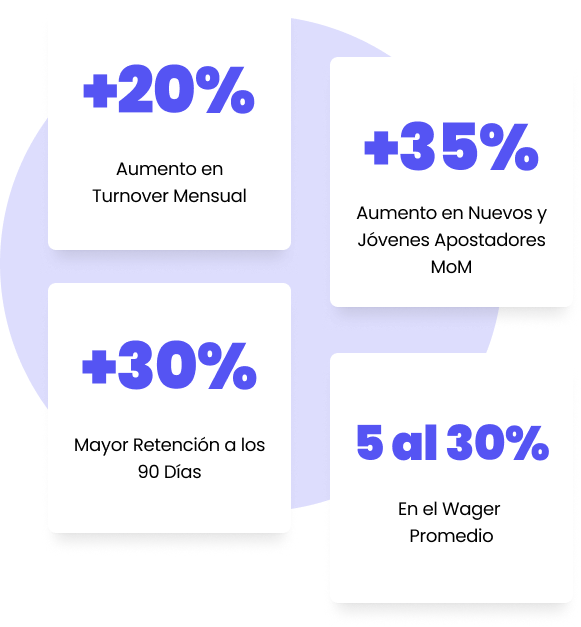 +20%
Aumento en
Turnover Mensual
+35%
Aumento en Nuevos y
Jóvenes Apostadores
MoM
+30%
Mayor Retención a los
90 Días
5 al 30%
En el Wager
Promedio